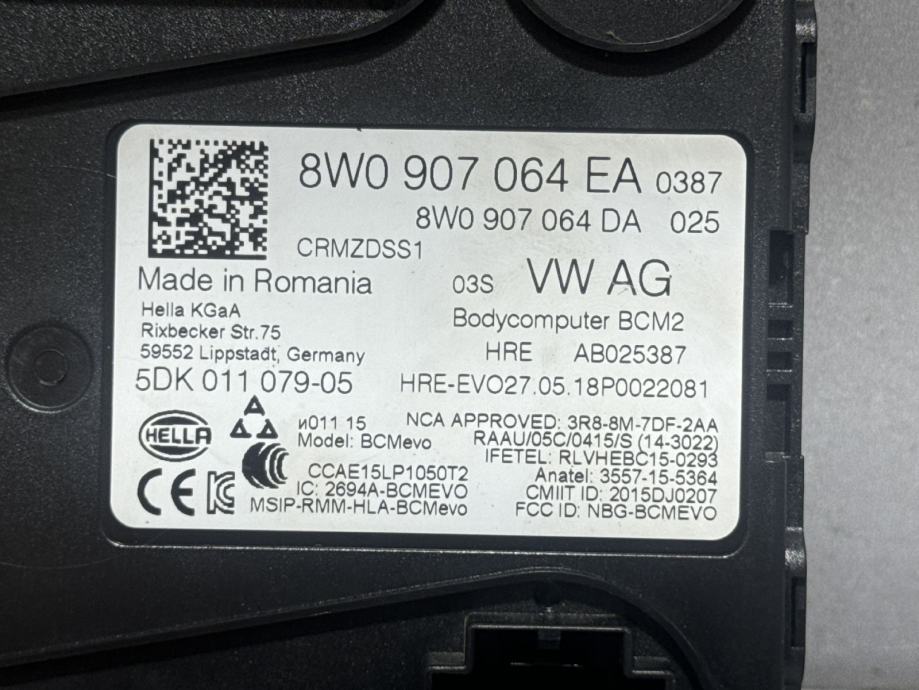 8W0 907 064 EA 0387
8W0 907 064 DA 025
CRMZDSS1
Made in Romania
03S VW AG
Hella KGaA
Rixbecker Str.75
59552 Lippstadt, Germany
Bodycomputer BCM2
HRE AB025387
5DK 011 079-05
HRE-EVO27.05.18P0022081
HELLA
и011 15
Model: BCMevo
NCA APPROVED: 3R8-8M-7DF-2AA
RAAU/05C/0415/S (14-3022)
IFETEL: RLVHEBC15-0293
CCAE15LP1050T2
Anatel: 3557-15-5364
IC: 2694A-BCMEVO
CMIIT ID: 2015DJ0207
CE
MSIP-RMM-HLA-BCMevo
FCC ID: NBG-BCMEVO